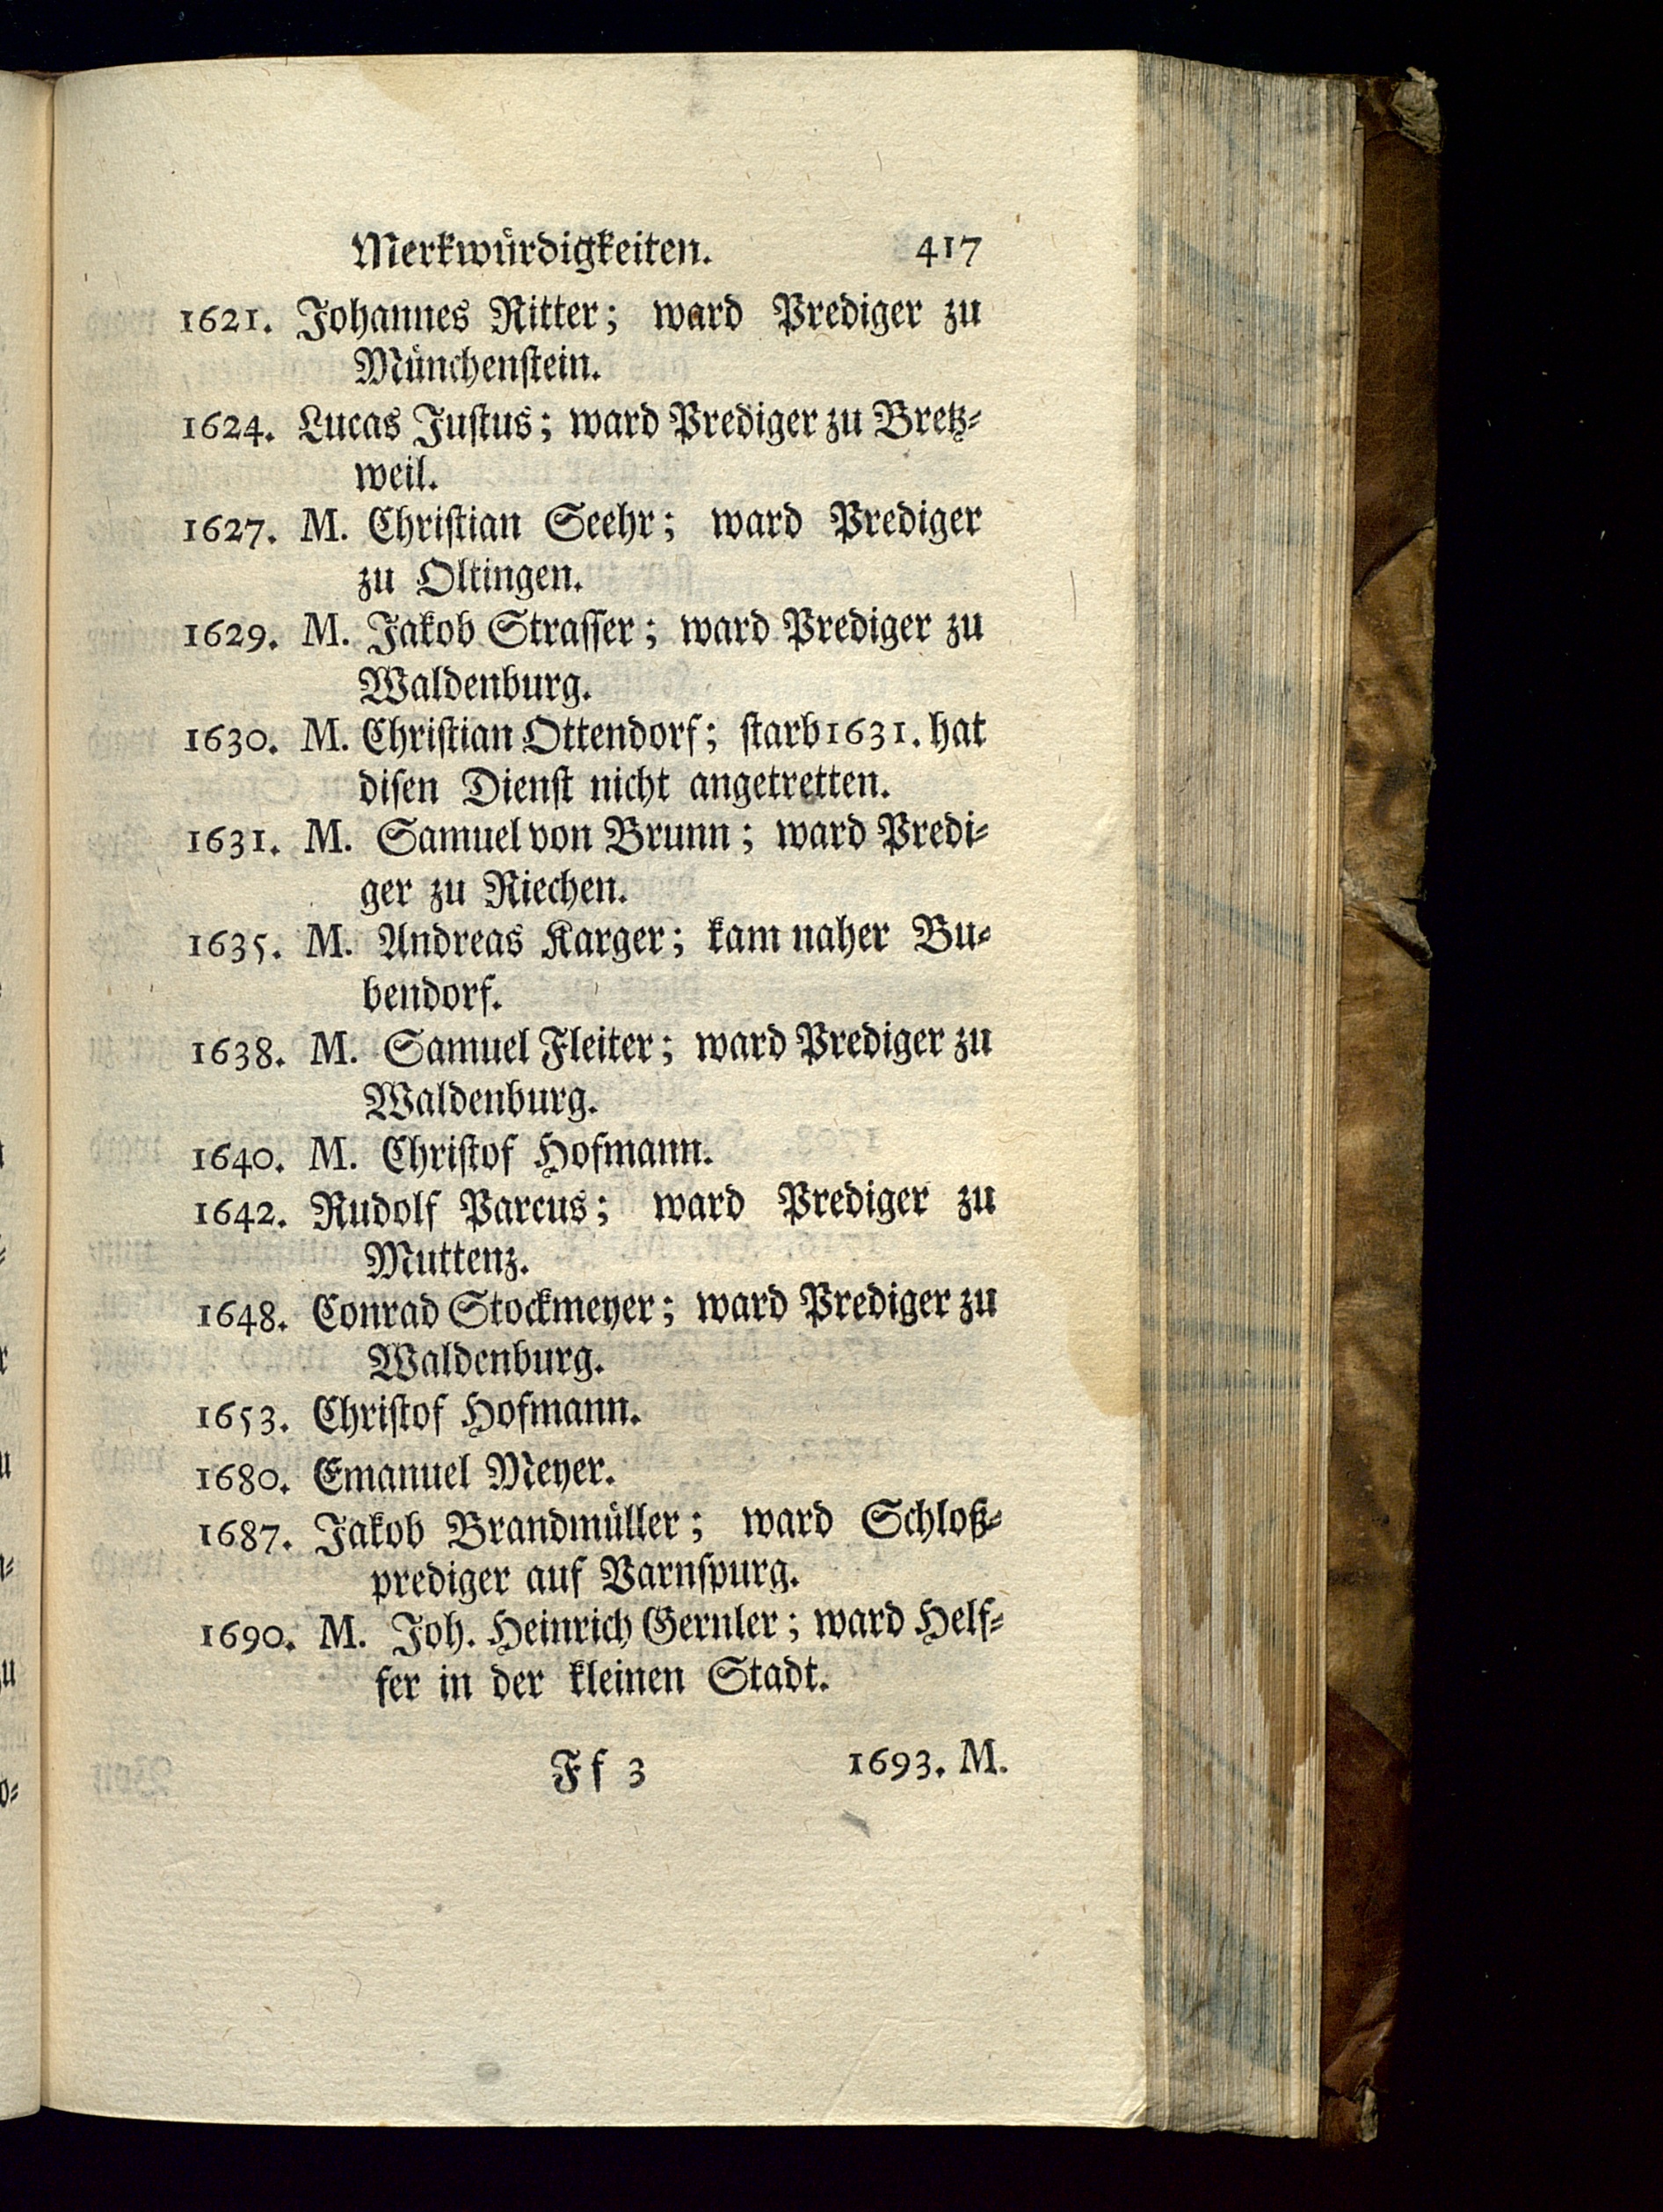 Merkwürdigkeiten. 417
1621. Johannes Ritter; ward Prediger zu
Münchenstein.
1624. Lucas Justus; ward Prediger zu Bretz-
weil.
1627. M. Christian Seehr; ward Prediger
zu Oltingen.
1629. M. Jakob Strasser; ward Prediger zu
Waldenburg.
1630. M. Christian Ottendorf; starb 1631. hat
disen Dienst nicht angetretten.
1631. M. Samuel von Brunn; ward Predi-
ger zu Riechen.
1635. M. Andreas Karger; kam naher Bu-
bendorf.
1638. M. Samuel Fleiter; ward Prediger zu
Waldenburg.
1640. M. Christof Hofmann.
1642. Rudolf Parcus; ward Prediger zu
Muttenz.
1648. Conrad Stockmeyer; ward Prediger zu
Waldenburg.
1653. Christof Hofmann.
1680. Emanuel Meyer.
1687. Jakob Brandmüller; ward Schloß-
prediger auf Varnspurg.
1690. M. Joh. Heinrich Gernler; ward Helf-
fer in der kleinen Stadt.
Ff 3 1693. M.